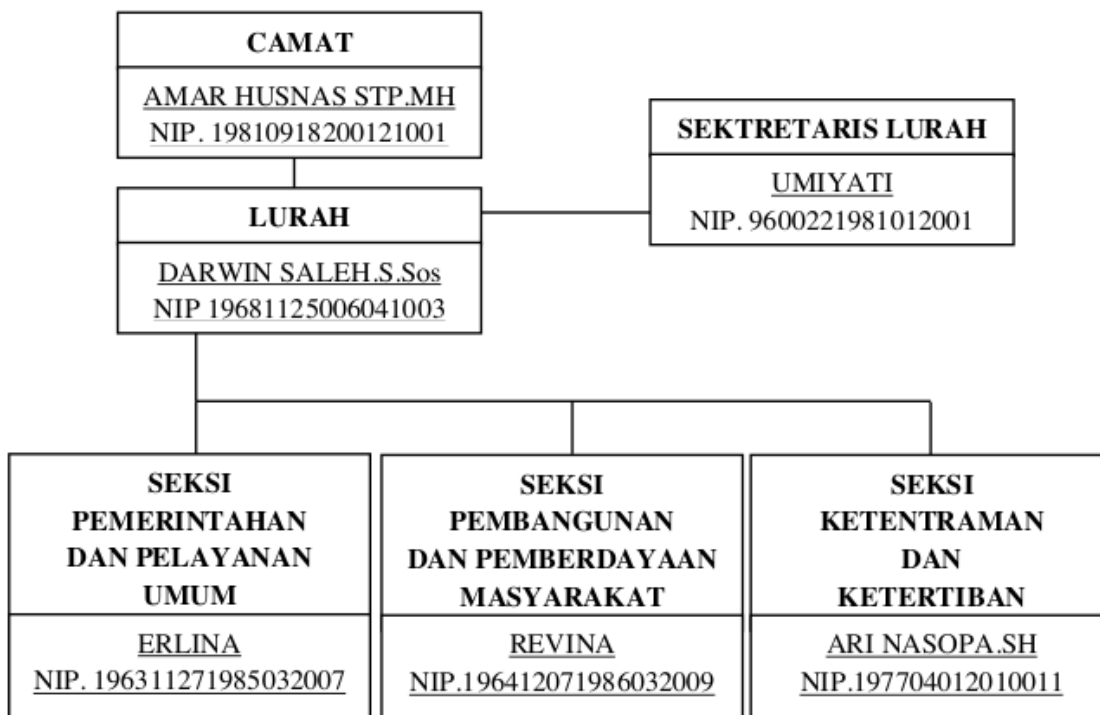 CAMAT
AMAR HUSNAS STP.MH
NIP. 19810918200121001
SEKTRETARIS LURAH
UMIYATI
NIP. 9600221981012001
LURAH
DARWIN SALEH.S.Sos
NIP 19681125006041003
SEKSI
PEMERINTAHAN
DAN PELAYANAN
UMUM
ERLINA
NIP. 196311271985032007
SEKSI
PEMBANGUNAN
DAN PEMBERDAYAAN
MASYARAKAT
REVINA
NIP.196412071986032009
SEKSI
KETENTRAMAN
DAN
KETERTIBAN
ARI NASOPA.SH
NIP.197704012010011